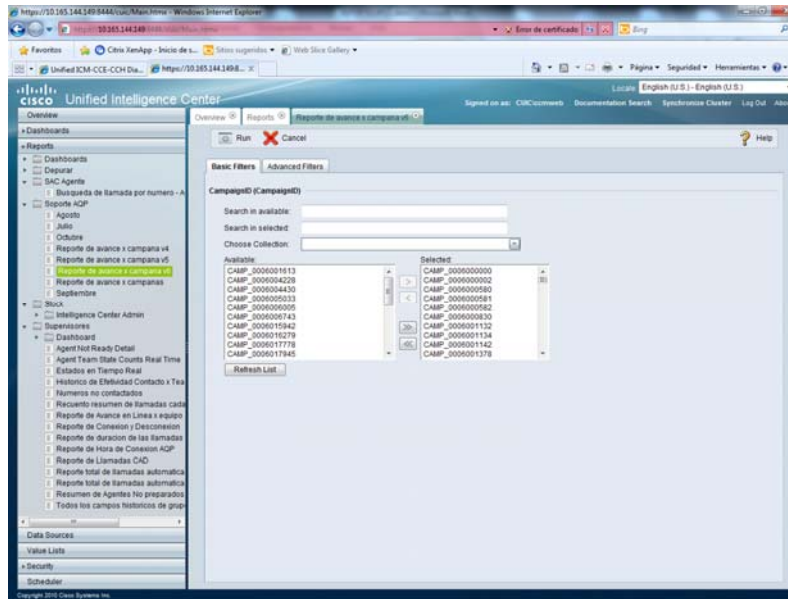 https://10.165.144.149:8444/cuic/Main.htmx - Windows Internet Explorer
10.165.144.149
Error de certificado
Bing
Favoritos
Citrix XenApp - Inicio de s...
Sitios sugeridos
Web Slice Gallery
Unified ICM-CCE-CCH Dia...
https://10.165.144.149:8...
Página
Seguridad
Herramientas
CISCO Unified Intelligence Center
Locale English (U.S.) - English (U.S.)
Signed on as:
Documentation Search
Synchronize Cluster
Log Out
Overview
Reports
Reporte de avance x campana v6
Overview
Dashboards
Reports
Dashboards
Depurar
SAC Agente
Busqueda de llamada por numero - A
Soporte AQP
Agosto
Julio
Octubre
Reporte de avance x campana v4
Reporte de avance x campana v5
Reporte de avance x campana v6
Reporte de avance x campanas
Septiembre
Stock
Intelligence Center Admin
Supervisores
Dashboard
Agent Not Ready Detail
Agent Team State Counts Real Time
Estados en Tiempo Real
Historico de Efetividad Contacto x Tea
Numeros no contactados
Recuento resumen de llamadas cada
Reporte de Avance en Linea x equipo
Reporte de Conexion y Desconexion
Reporte de duracion de las llamadas
Reporte de Hora de Conexion AQP
Reporte de Llamadas CAD
Reporte total de llamadas automatica
Reporte total de llamadas automatica
Resumen de Agentes No preparados
Todos los campos historicos de grup
Data Sources
Value Lists
Security
Scheduler
Run
Cancel
Help
Basic Filters
Advanced Filters
CampaignID (CampaignID)
Search in available:
Search in selected:
Choose Collection:
Available:
CAMP_0006001613
CAMP_0006004228
CAMP_0006004430
CAMP_0006005033
CAMP_0006006005
CAMP_0006006743
CAMP_0006015942
CAMP_0006016279
CAMP_0006017778
CAMP_0006017945
Selected:
CAMP_0006000000
CAMP_0006000002
CAMP_0006000580
CAMP_0006000581
CAMP_0006000582
CAMP_0006000830
CAMP_0006001132
CAMP_0006001134
CAMP_0006001142
CAMP_0006001378
Refresh List
Copyright 2010 Cisco Systems Inc.